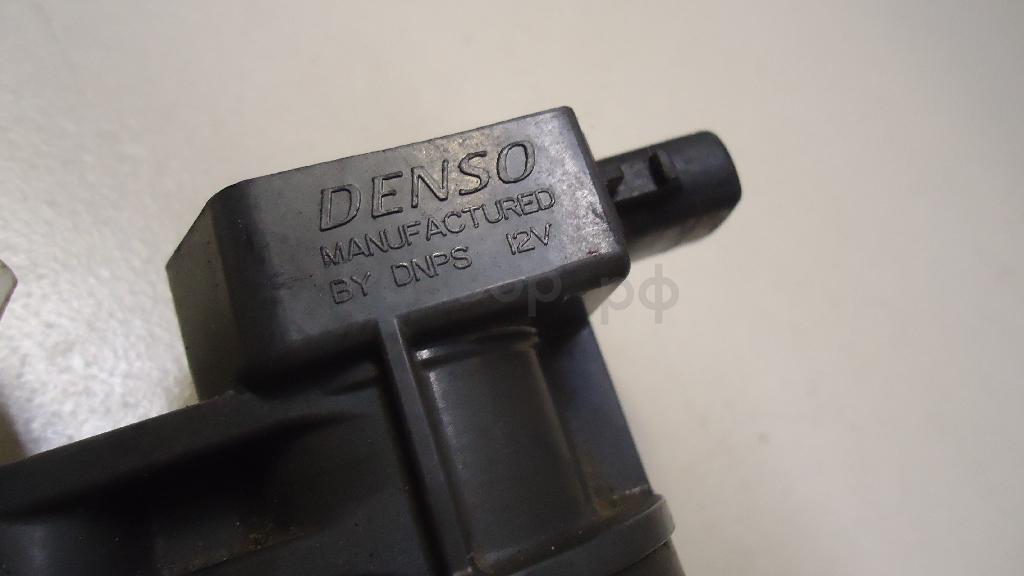 DENSO
MANUFACTURED
BY DNPS 12V